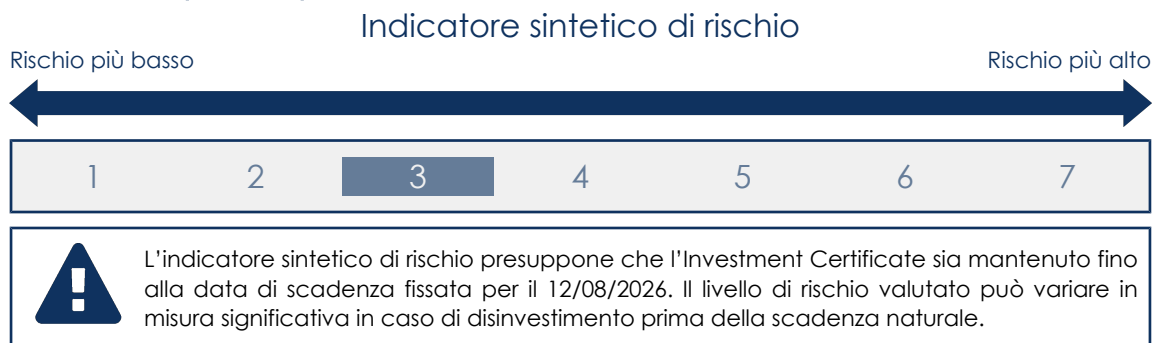 Indicatore sintetico di rischio
Rischio più basso
Rischio più alto
1 2 3 4 5 6 7
L'indicatore sintetico di rischio presuppone che l'Investment Certificate sia mantenuto fino
alla data di scadenza fissata per il 12/08/2026. Il livello di rischio valutato può variare in
misura significativa in caso di disinvestimento prima della scadenza naturale.